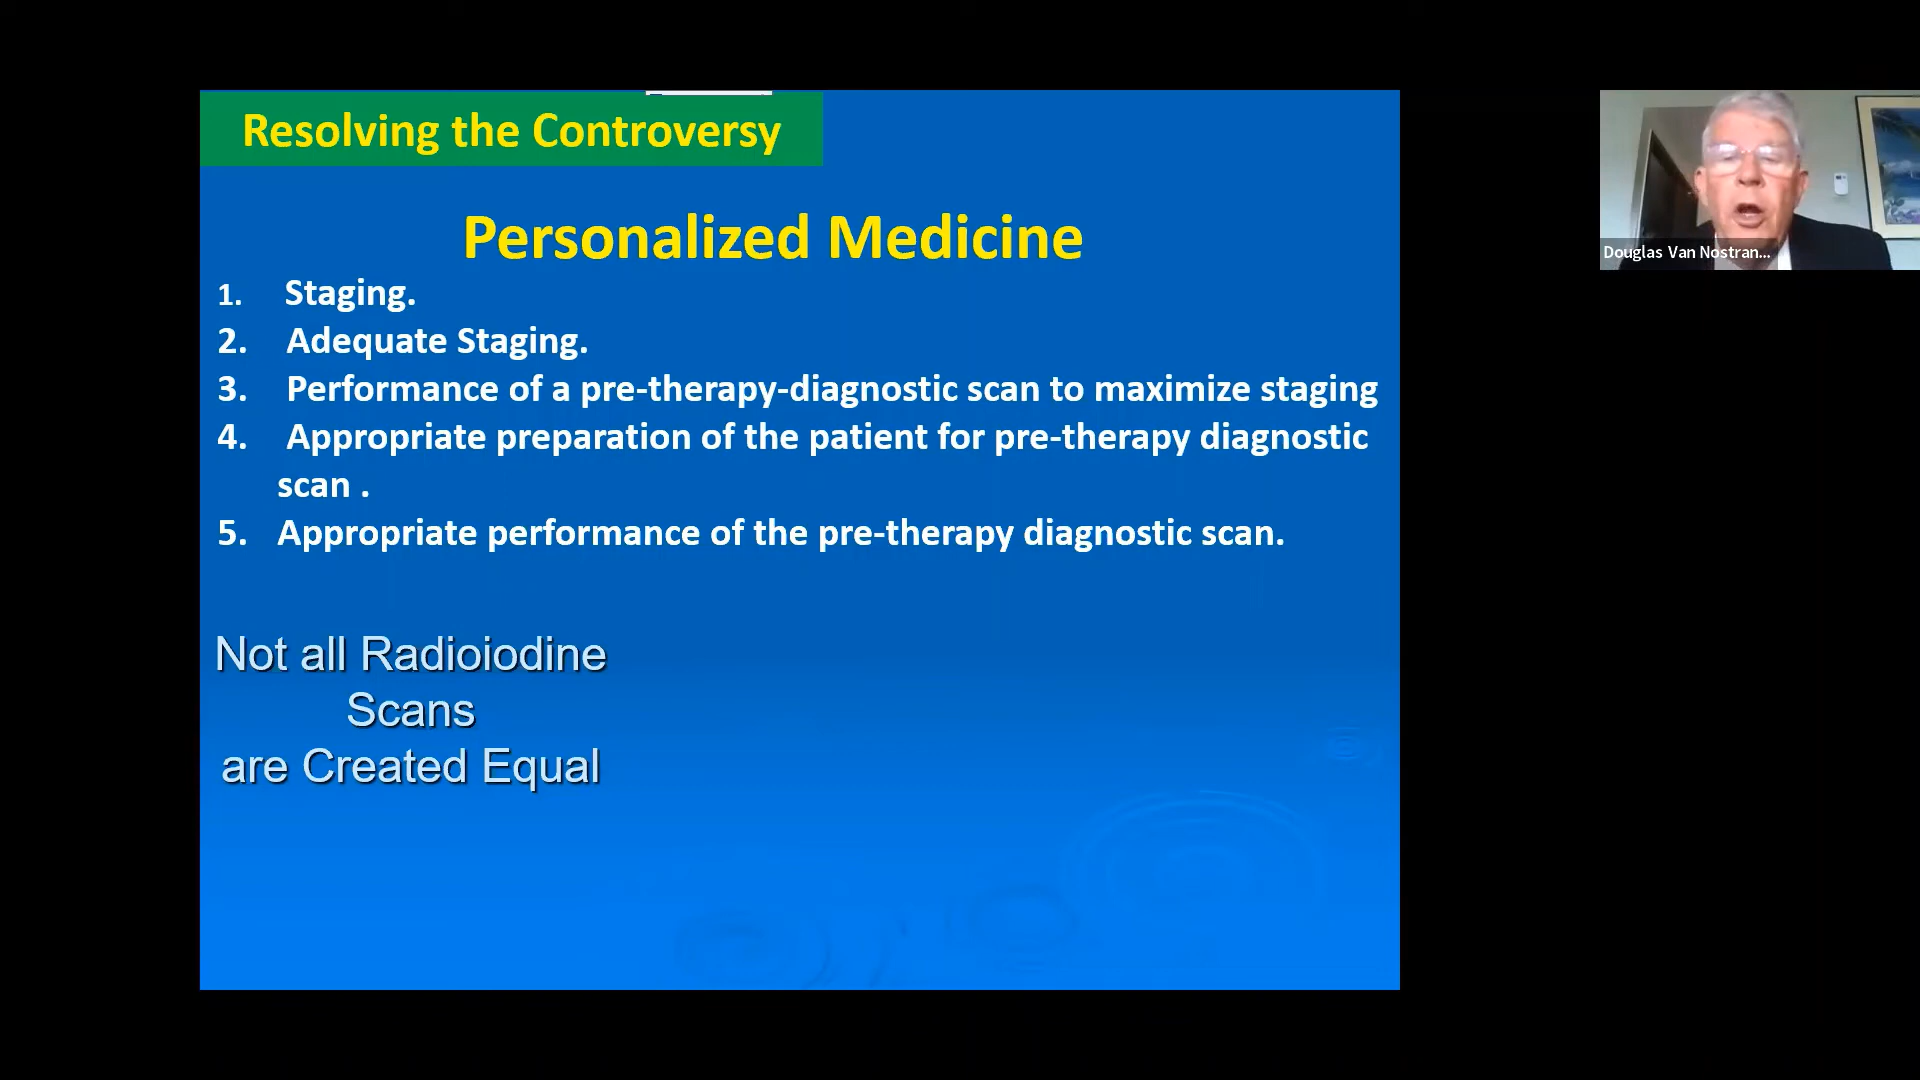 Resolving the Controversy
Personalized Medicine
1. Staging.
2. Adequate Staging.
3. Performance of a pre-therapy-diagnostic scan to maximize staging
4. Appropriate preparation of the patient for pre-therapy diagnostic
scan .
5. Appropriate performance of the pre-therapy diagnostic scan.
Not all Radioiodine
Scans
are Created Equal
Douglas Van Nostran...